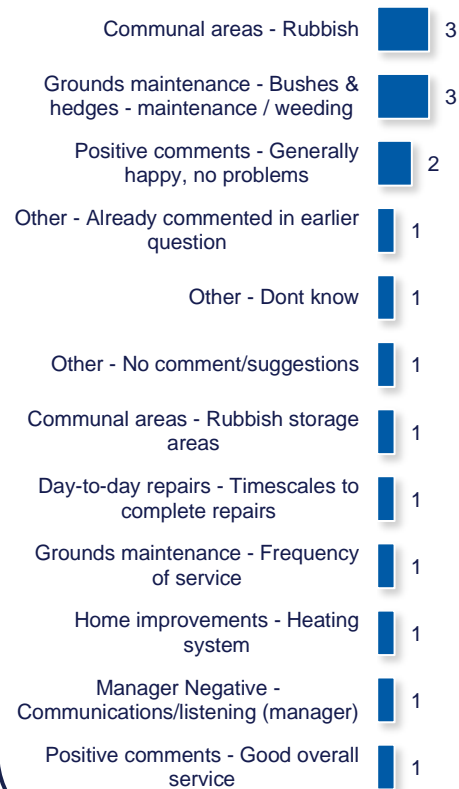 Communal areas - Rubbish 3
Grounds maintenance - Bushes &
hedges - maintenance / weeding 3
Positive comments - Generally
happy, no problems 2
Other - Already commented in earlier
question 1
Other - Dont know 1
Other - No comment/suggestions 1
Communal areas - Rubbish storage
areas 1
Day-to-day repairs - Timescales to
complete repairs 1
Grounds maintenance - Frequency
of service 1
Home improvements - Heating
system 1
Manager Negative -
Communications/listening (manager) 1
Positive comments - Good overall
service 1